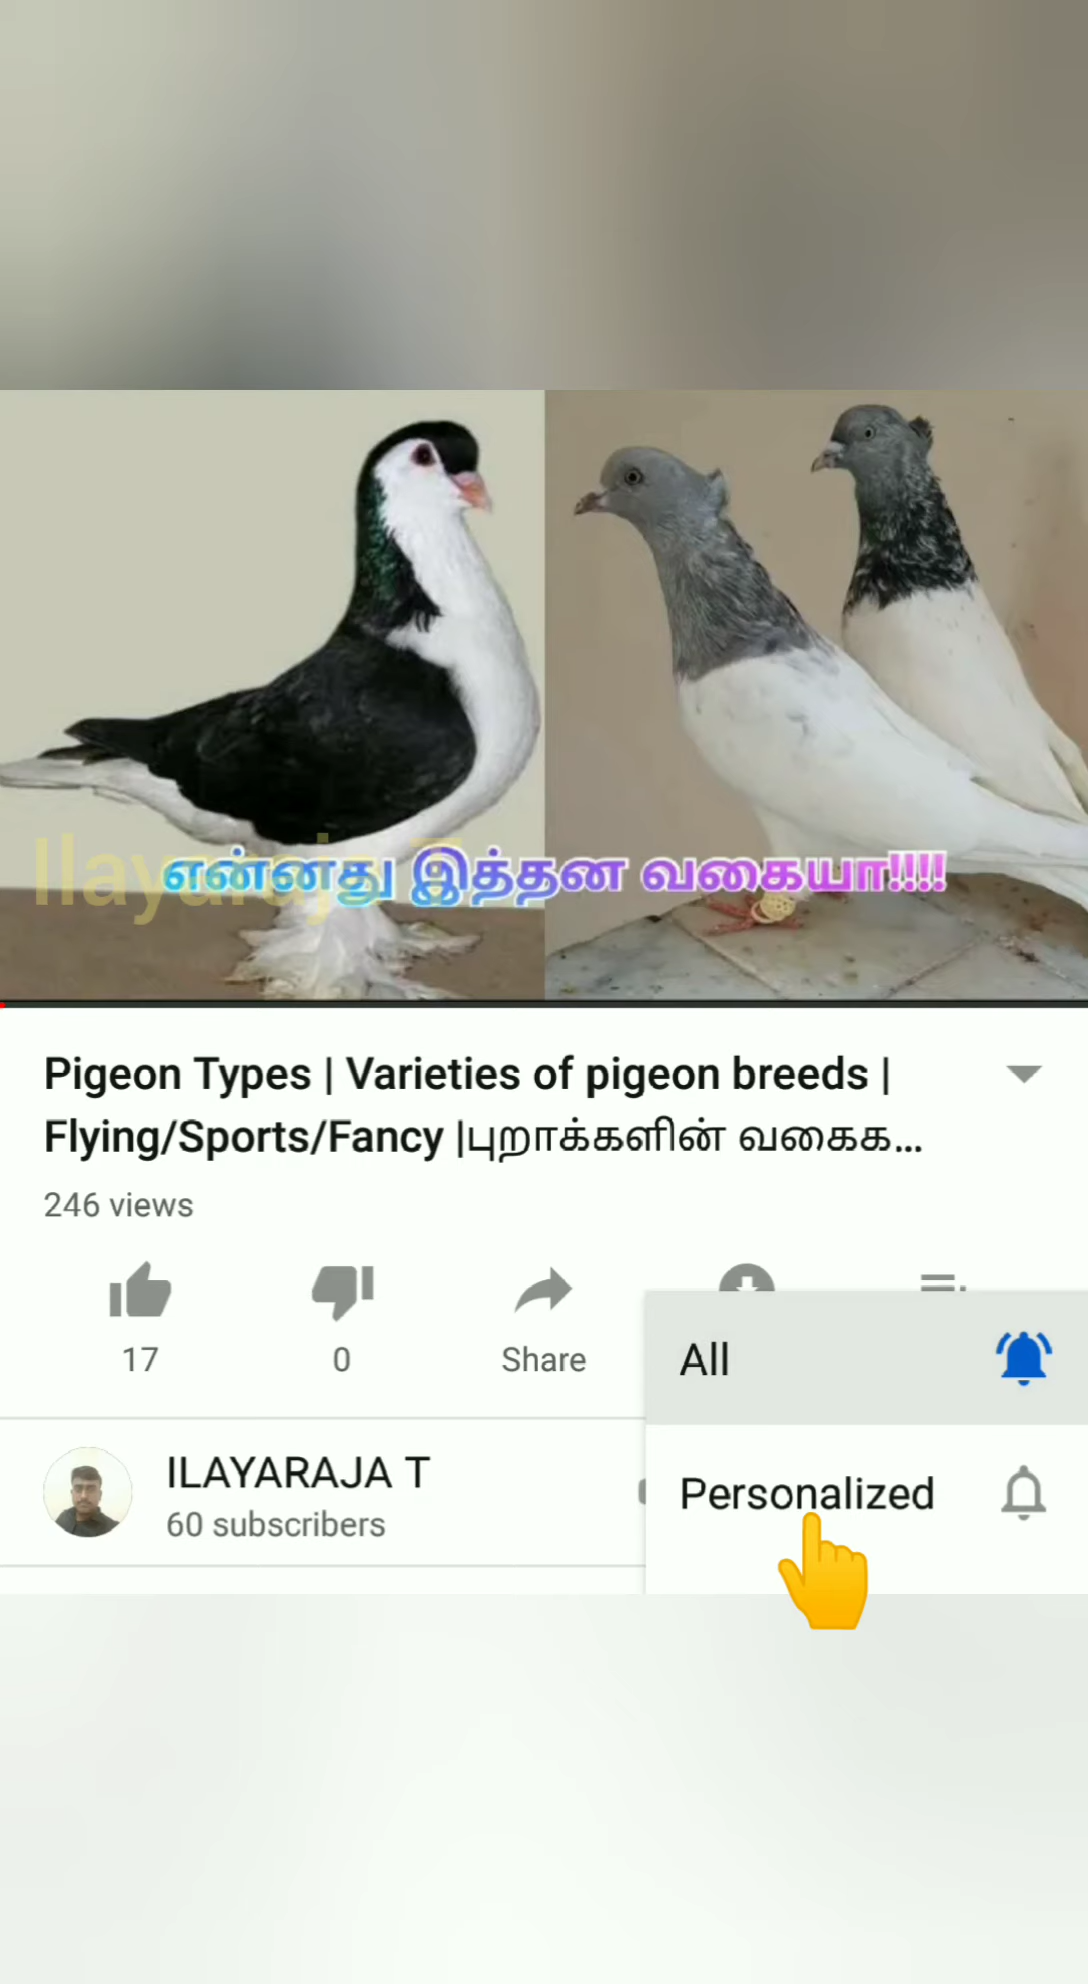 Ilayaraja T
என்னது இத்தன வகையா!!!!
Pigeon Types | Varieties of pigeon breeds |
Flying/Sports/Fancy |புறாக்களின் வகைக...
246 views
17
0
Share
All
ILAYARAJA T
60 subscribers
Personalized